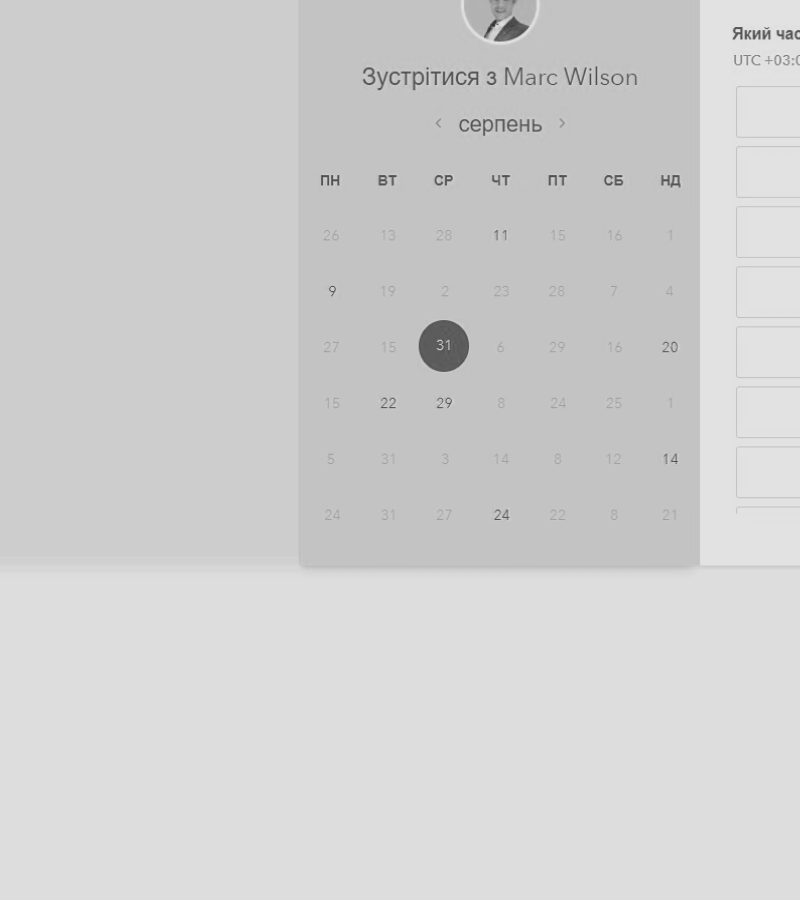 Зустрітися з Marc Wilson
серпень
ПН ВТ СР ЧТ ПТ СБ НД
26 13 28 11 15 16 1
9 19 2 23 28 7 4
27 15 31 6 29 16 20
15 22 29 8 24 25 1
5 31 3 14 8 12 14
24 31 27 24 22 8 21
Який час
UTC +03:0